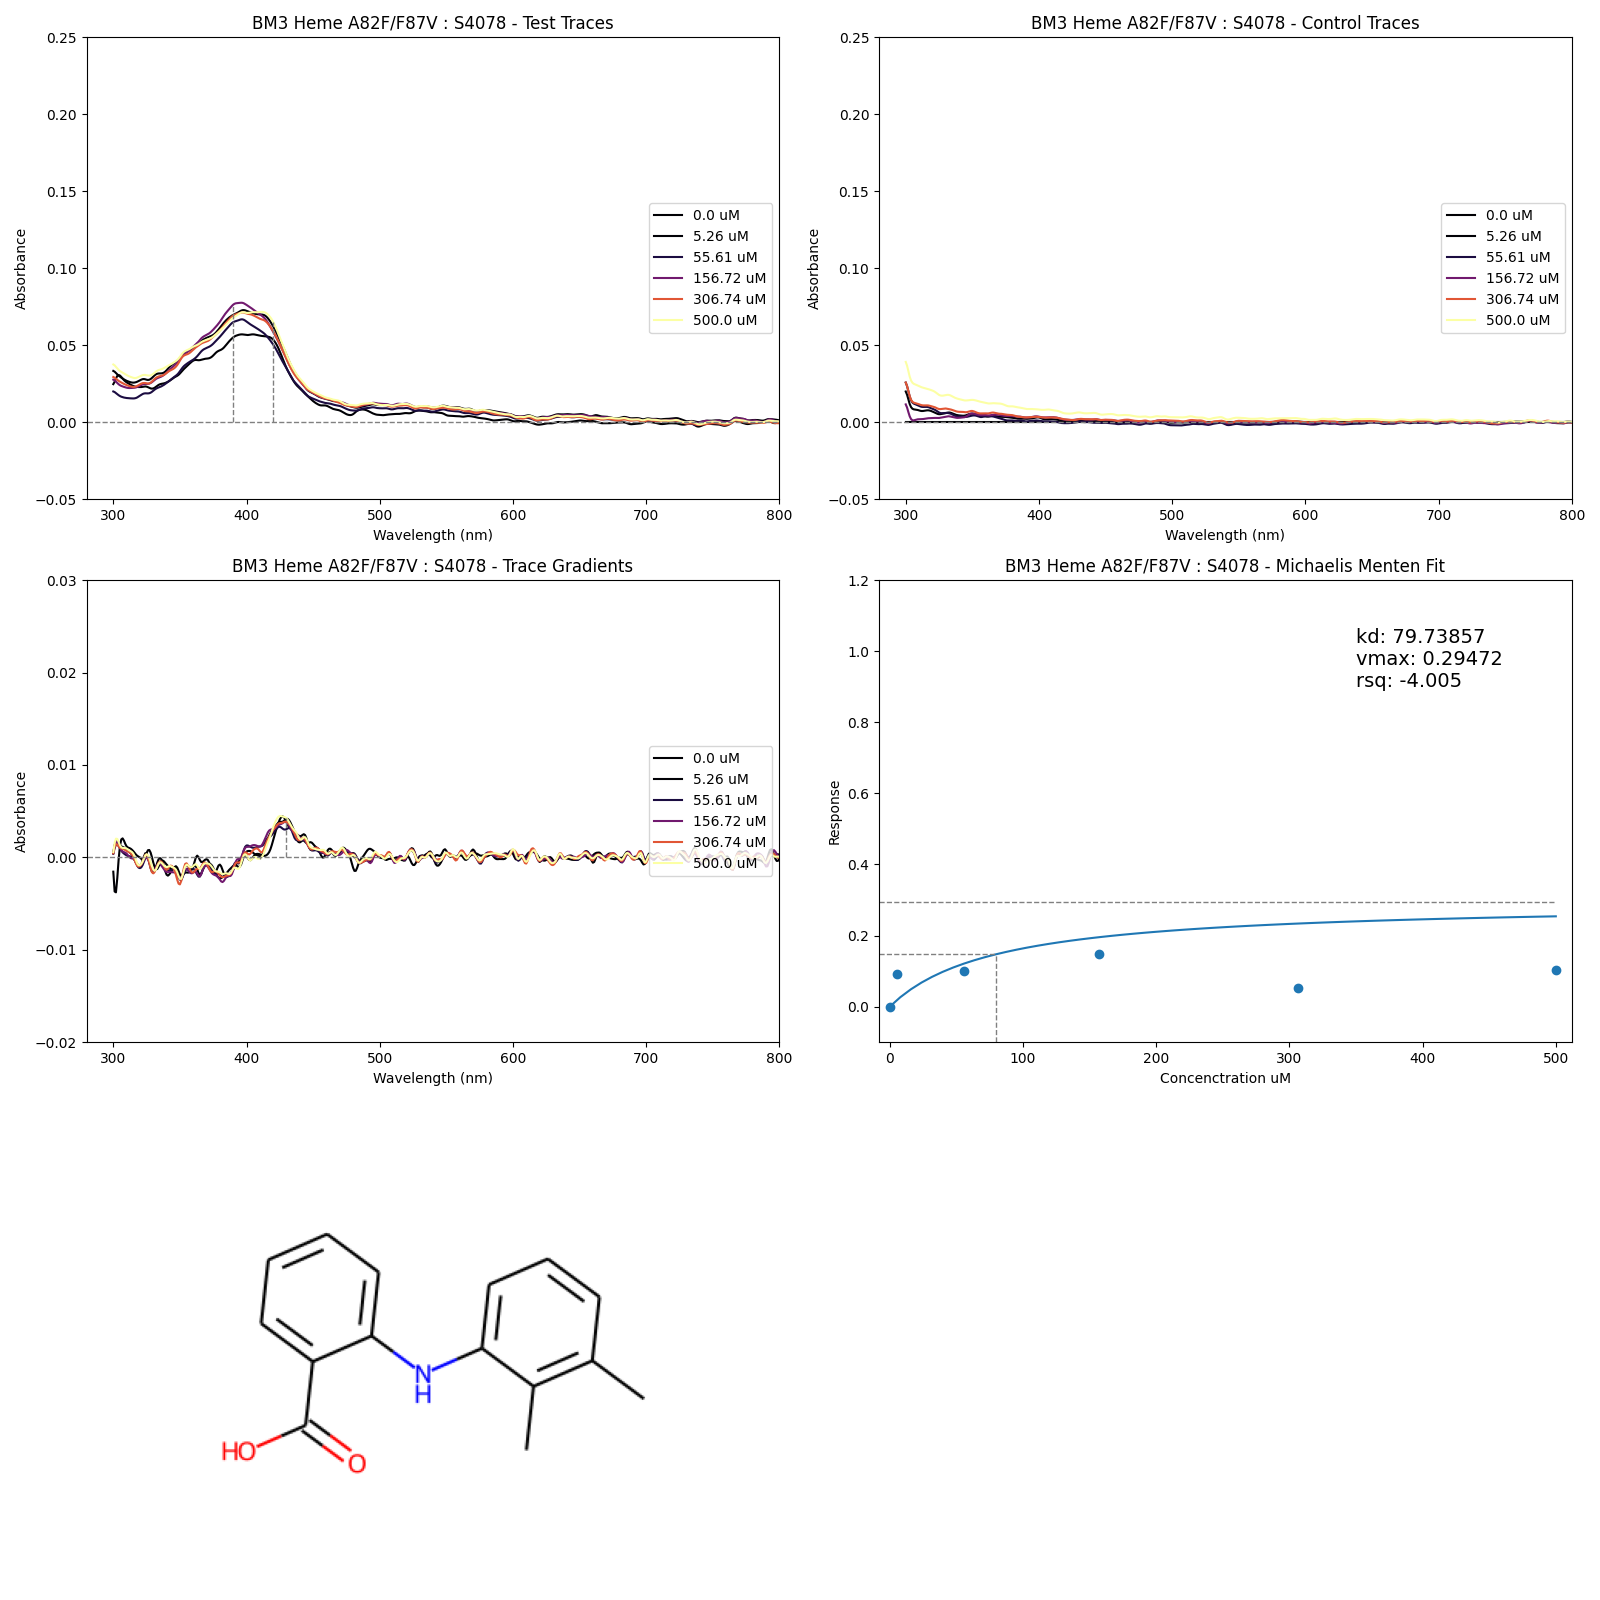 BM3 Heme A82F/F87V : S4078 - Test Traces
0.25
0.20
0.15
0.10
0.05
0.00
−0.05
Absorbance
300 400 500 600 700 800
Wavelength (nm)
0.0 uM
5.26 uM
55.61 uM
156.72 uM
306.74 uM
500.0 uM
BM3 Heme A82F/F87V : S4078 - Control Traces
0.25
0.20
0.15
0.10
0.05
0.00
−0.05
Absorbance
300 400 500 600 700 800
Wavelength (nm)
0.0 uM
5.26 uM
55.61 uM
156.72 uM
306.74 uM
500.0 uM
BM3 Heme A82F/F87V : S4078 - Trace Gradients
0.03
0.02
0.01
0.00
−0.01
−0.02
Absorbance
300 400 500 600 700 800
Wavelength (nm)
0.0 uM
5.26 uM
55.61 uM
156.72 uM
306.74 uM
500.0 uM
BM3 Heme A82F/F87V : S4078 - Michaelis Menten Fit
1.2
1.0
0.8
0.6
0.4
0.2
0.0
Response
0 100 200 300 400 500
Concenctration uM
kd: 79.73857
vmax: 0.29472
rsq: -4.005
N
H
HO
O